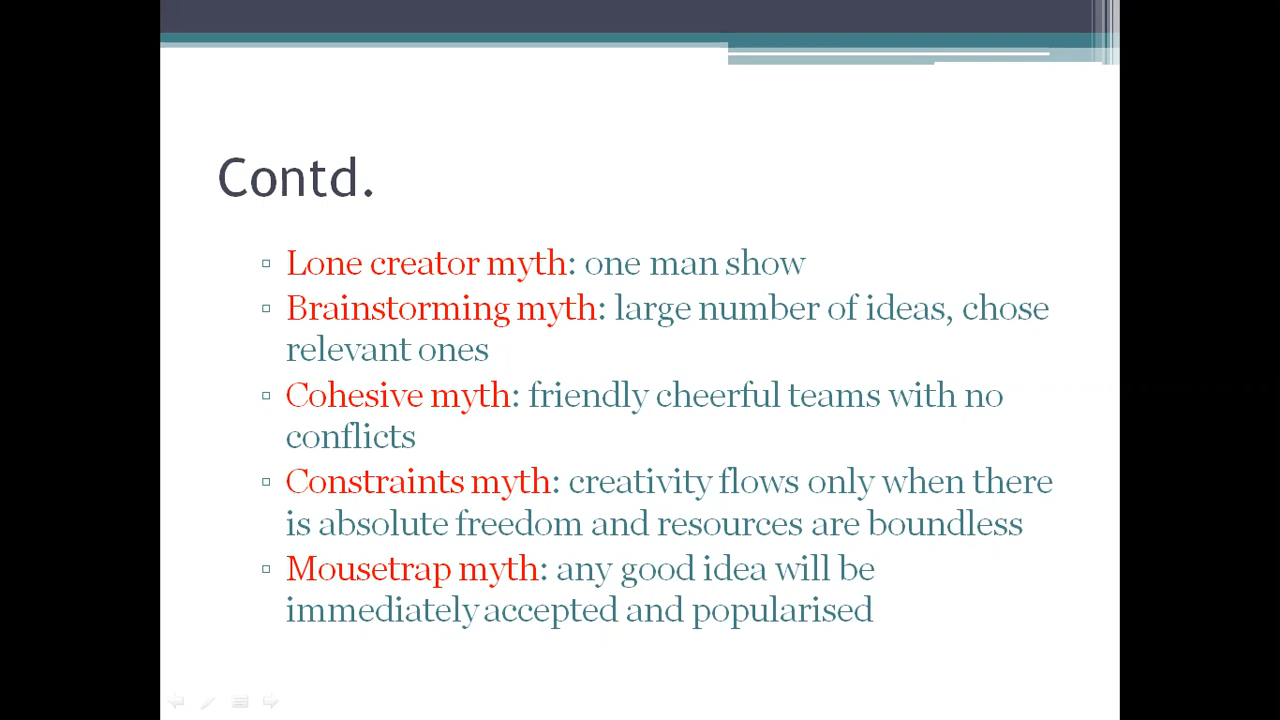 Contd.
Lone creator myth: one man show
Brainstorming myth: large number of ideas, chose
relevant ones
Cohesive myth: friendly cheerful teams with no
conflicts
Constraints myth: creativity flows only when there
is absolute freedom and resources are boundless
Mousetrap myth: any good idea will be
immediately accepted and popularised